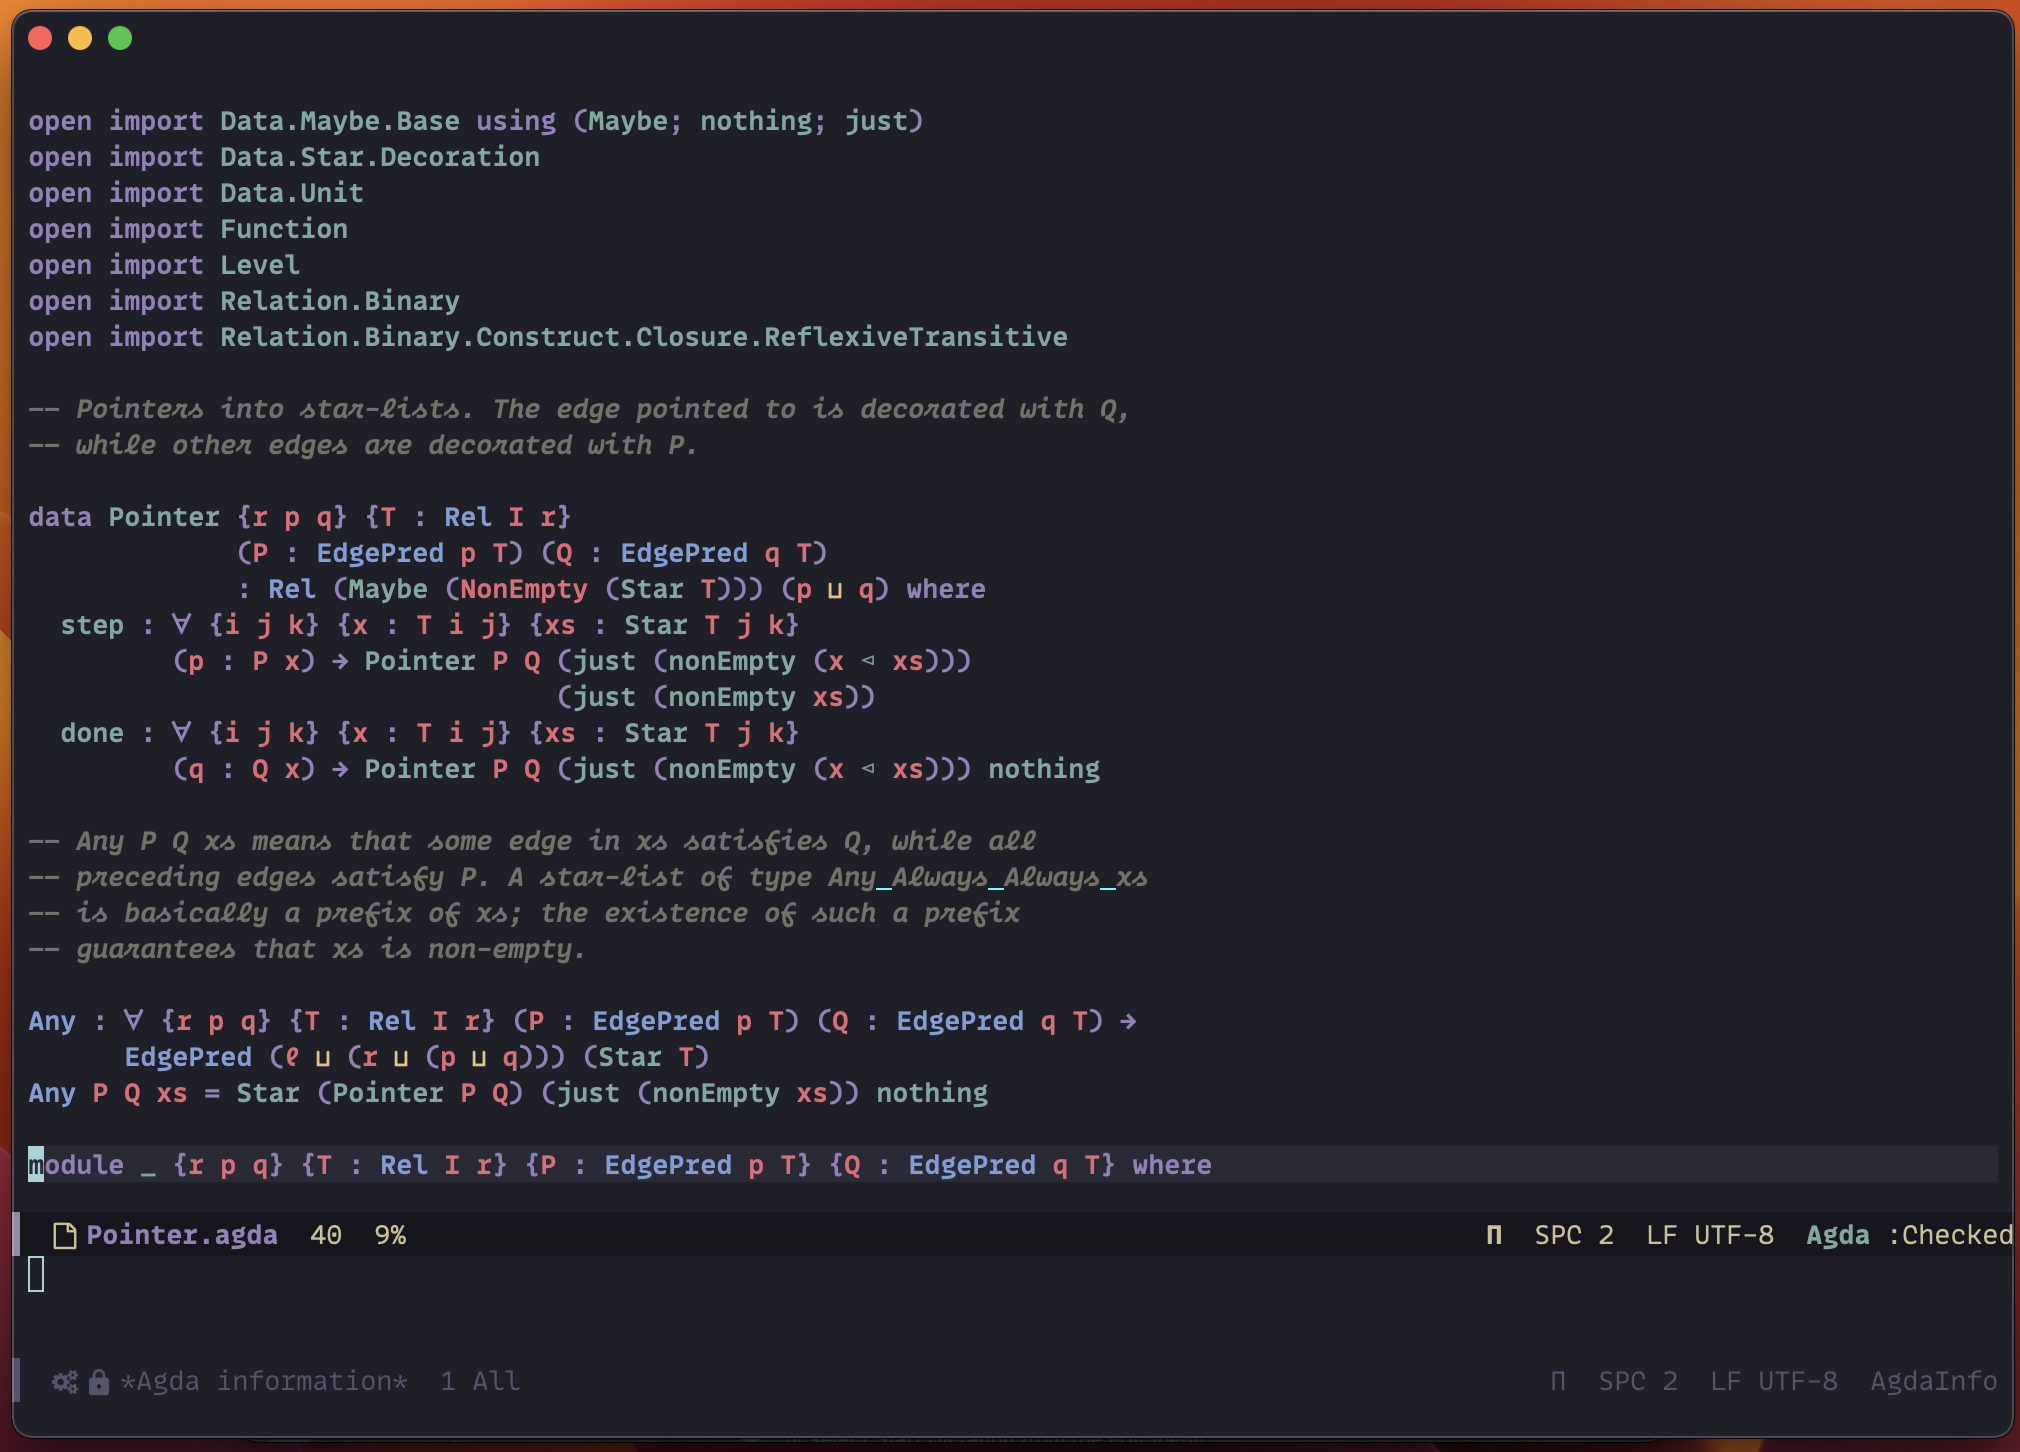 open import Data.Maybe.Base using (Maybe; nothing; just)
open import Data.Star.Decoration
open import Data.Unit
open import Function
open import Level
open import Relation.Binary
open import Relation.Binary.Construct.Closure.ReflexiveTransitive
-- Pointers into star-lists. The edge pointed to is decorated with Q,
-- while other edges are decorated with P.
data Pointer {r p q} {T : Rel I r}
(P : EdgePred p T) (Q : EdgePred q T)
: Rel (Maybe (NonEmpty (Star T))) (p ⊔ q) where
step : ∀ {i j k} {x : T i j} {xs : Star T j k}
(p : P x) → Pointer P Q (just (nonEmpty (x ◅ xs)))
(just (nonEmpty xs))
done : ∀ {i j k} {x : T i j} {xs : Star T j k}
(q : Q x) → Pointer P Q (just (nonEmpty (x ◅ xs))) nothing
-- Any P Q xs means that some edge in xs satisfies Q, while all
-- preceding edges satisfy P. A star-list of type Any_Always_Always_xs
-- is basically a prefix of xs; the existence of such a prefix
-- guarantees that xs is non-empty.
Any : ∀ {r p q} {T : Rel I r} (P : EdgePred p T) (Q : EdgePred q T) →
EdgePred (ℓ ⊔ (r ⊔ (p ⊔ q))) (Star T)
Any P Q xs = Star (Pointer P Q) (just (nonEmpty xs)) nothing
module _ {r p q} {T : Rel I r} {P : EdgePred p T} {Q : EdgePred q T} where
Pointer.agda 40 9% Π SPC 2 LF UTF-8 Agda :Checked
*Agda information* 1 All Π SPC 2 LF UTF-8 AgdaInfo